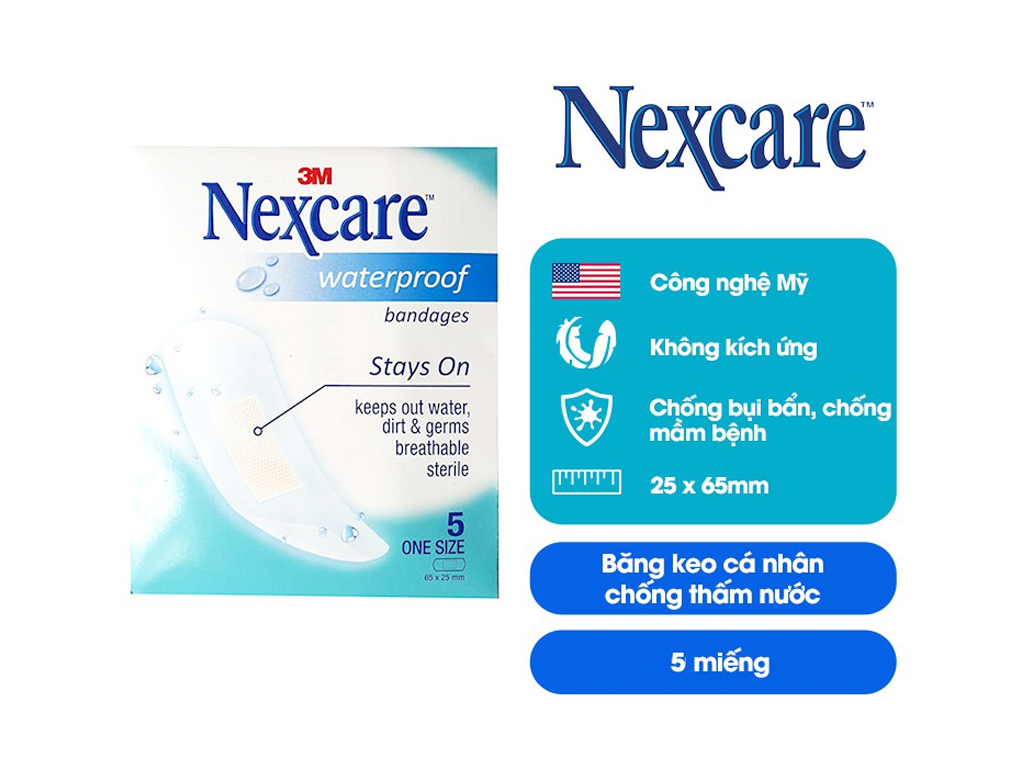 3M
Nexcare™
waterproof
bandages
Stays On
keeps out water,
dirt & germs
breathable
sterile
5
ONE SIZE
65 x 25 mm
Nexcare™
Công nghệ Mỹ
Không kích ứng
Chống bụi bẩn, chống
mầm bệnh
25 x 65mm
Băng keo cá nhân
chống thấm nước
5 miếng